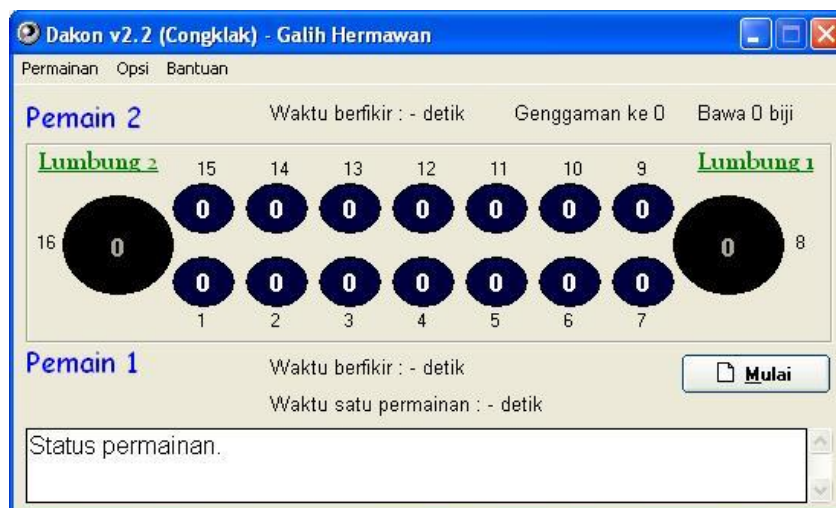 Dakon v2.2 (Congklak) - Galih Hermawan
Permainan Opsi Bantuan
Pemain 2 Waktu berfikir : - detik Genggaman ke 0 Bawa 0 biji
Lumbung 2 15 14 13 12 11 10 9 Lumbung 1
0 0 0 0 0 0 0
16 0 0 8
0 0 0 0 0 0 0
1 2 3 4 5 6 7
Pemain 1 Waktu berfikir : - detik
Mulai
Waktu satu permainan : - detik
Status permainan.